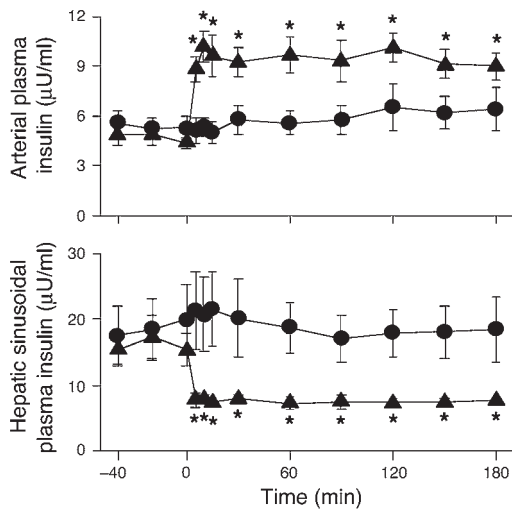 12
9
6
3
0
Arterial plasma
insulin (µU/ml)
* * * * * * * * *
30
20
10
0
Hepatic sinusoidal
plasma insulin (µU/ml)
* * * * * * * * *
−40 0 60 120 180
Time (min)